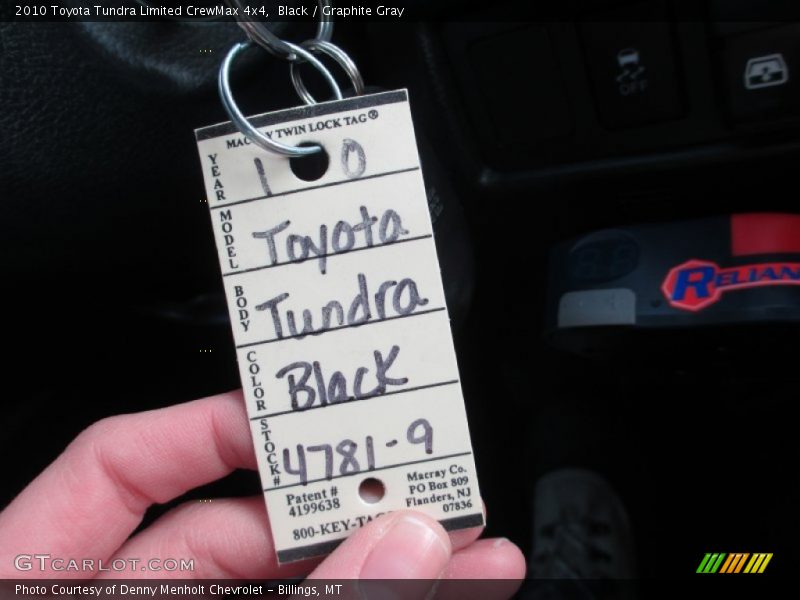 2010 Toyota Tundra Limited CrewMax 4x4,  Black / Graphite Gray
OFF
MACRAY TWIN LOCK TAG®
YEAR 1 0
MODEL Toyota
BODY Tundra
COLOR Black
STOCK# 4781-9
Patent #
4199638
Macray Co.
PO Box 809
Flanders, NJ
07836
800-KEY-TAG
RELIAN
GTCARLOT.COM
Photo Courtesy of Denny Menholt Chevrolet - Billings, MT